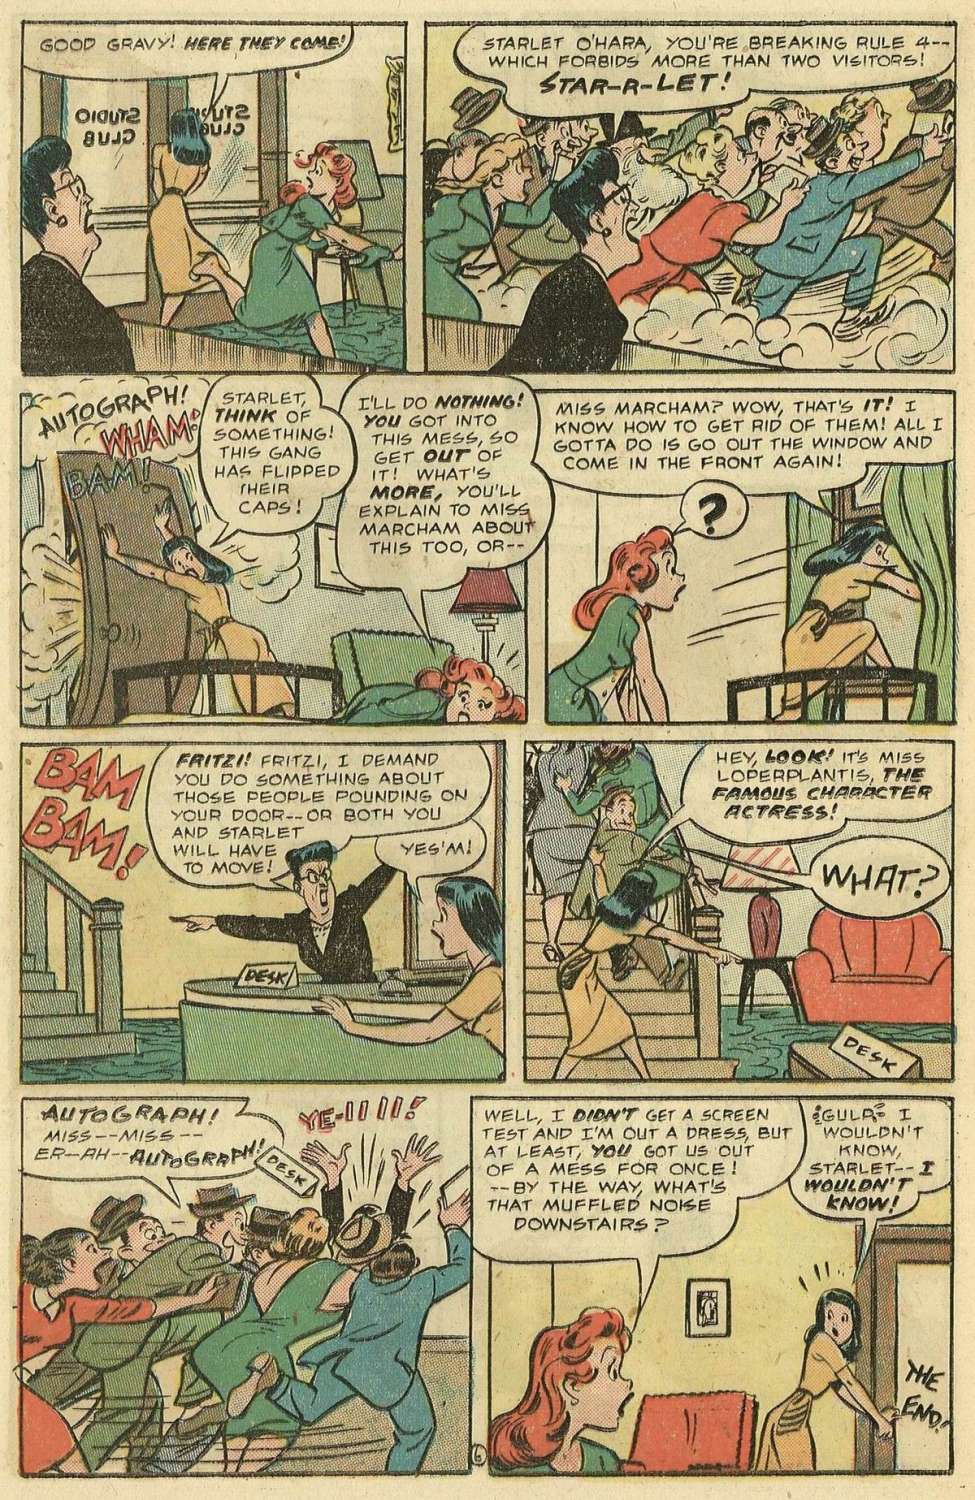 GOOD GRAVY! HERE THEY COME!
STUDIO
CLUB
STUDIO
CLUB
STARLET O'HARA, YOU'RE BREAKING RULE 4--
WHICH FORBIDS MORE THAN TWO VISITORS!
STAR-R-LET!
AUTOGRAPH!
WHAM!
BAM!
STARLET,
THINK OF
SOMETHING!
THIS GANG
HAS FLIPPED
THEIR
CAPS!
I'LL DO NOTHING!
YOU GOT INTO
THIS MESS, SO
GET OUT OF
IT! WHAT'S
MORE, YOU'LL
EXPLAIN TO MISS
MARCHAM ABOUT
THIS TOO, OR--
MISS MARCHAM? WOW, THAT'S IT! I
KNOW HOW TO GET RID OF THEM! ALL I
GOTTA DO IS GO OUT THE WINDOW AND
COME IN THE FRONT AGAIN!
?
BAM
BAM!
FRITZI! FRITZI, I DEMAND
YOU DO SOMETHING ABOUT
THOSE PEOPLE POUNDING ON
YOUR DOOR--OR BOTH YOU
AND STARLET
WILL HAVE
TO MOVE!
YES'M!
DESK
HEY, LOOK! IT'S MISS
LOPERPLANTIS, THE
FAMOUS CHARACTER
ACTRESS!
WHAT?
DESK
AUTOGRAPH!
MISS--MISS--
ER-AH--AUTOGRAPH!
DESK
YE-IIIII!
WELL, I DIDN'T GET A SCREEN
TEST AND I'M OUT A DRESS, BUT
AT LEAST, YOU GOT US OUT
OF A MESS FOR ONCE!
--BY THE WAY, WHAT'S
THAT MUFFLED NOISE
DOWNSTAIRS?
GULP! I
WOULDN'T
KNOW,
STARLET--I
WOULDN'T
KNOW!
THE
END!
6